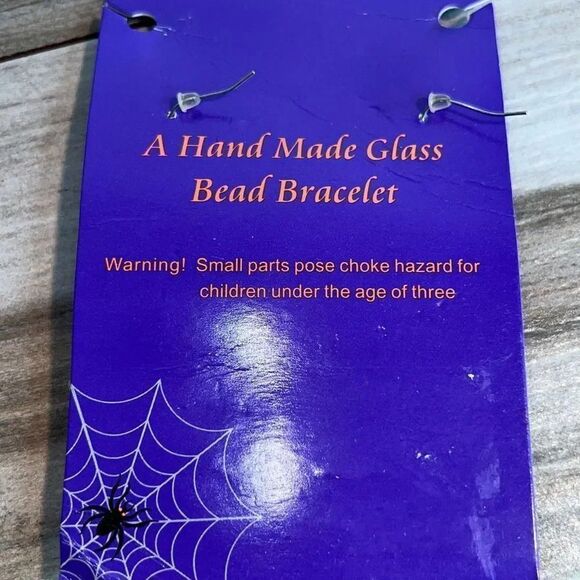 A Hand Made Glass
Bead Bracelet
Warning! Small parts pose choke hazard for
children under the age of three